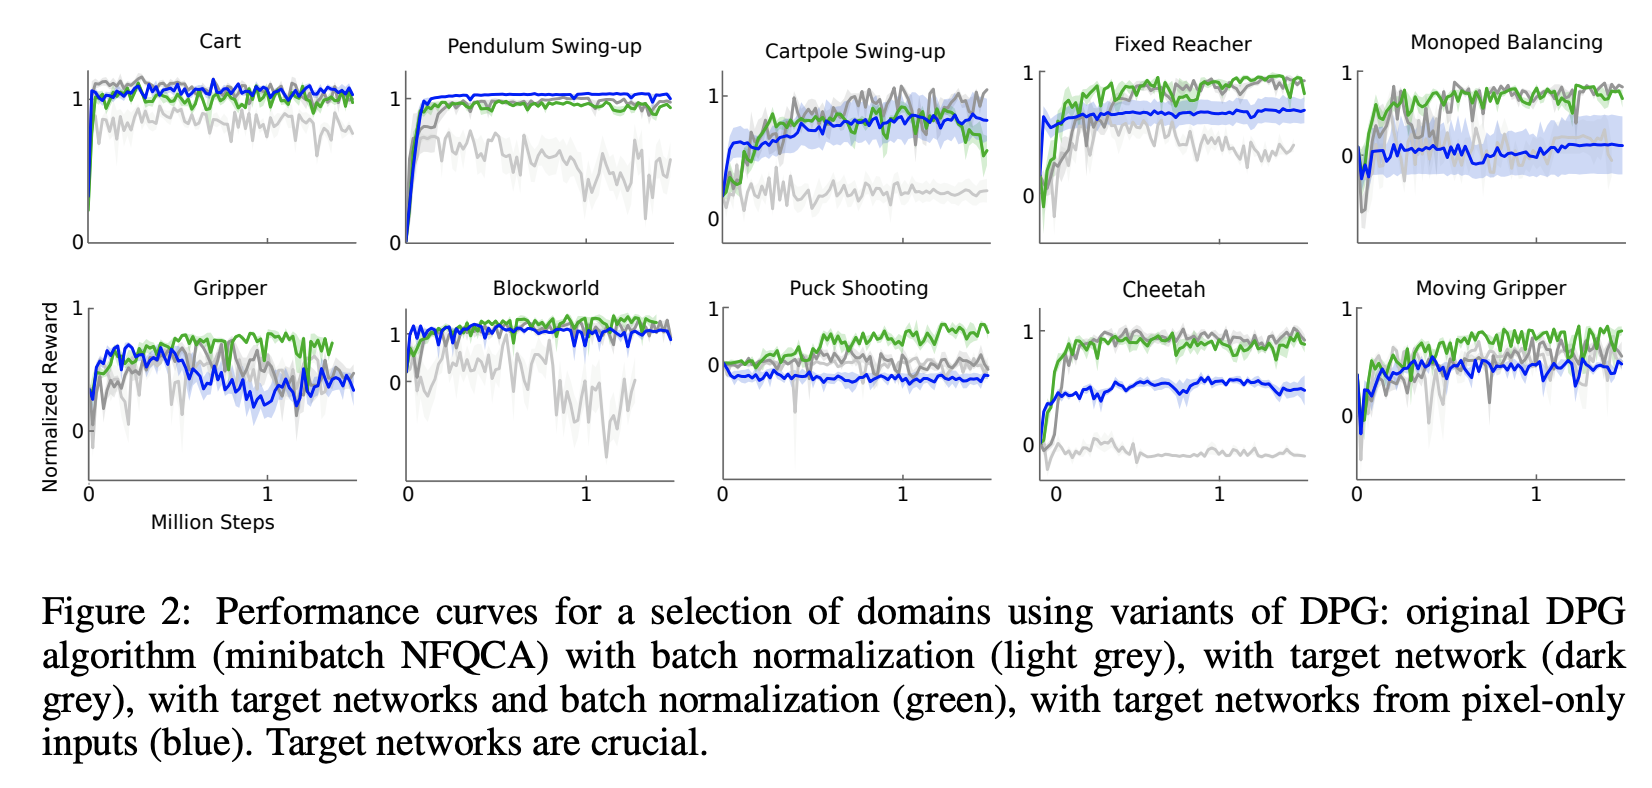 Cart
Pendulum Swing-up
Cartpole Swing-up
Fixed Reacher
Monoped Balancing
1
0
1
0
1
0
1
0
1
0
Gripper
Blockworld
Puck Shooting
Cheetah
Moving Gripper
Normalized Reward
1
0
1
1
0
1
0
1
0
1
0
0
1
0
1
0
1
0
1
0
1
Million Steps
Figure 2: Performance curves for a selection of domains using variants of DPG: original DPG
algorithm (minibatch NFQCA) with batch normalization (light grey), with target network (dark
grey), with target networks and batch normalization (green), with target networks from pixel-only
inputs (blue). Target networks are crucial.